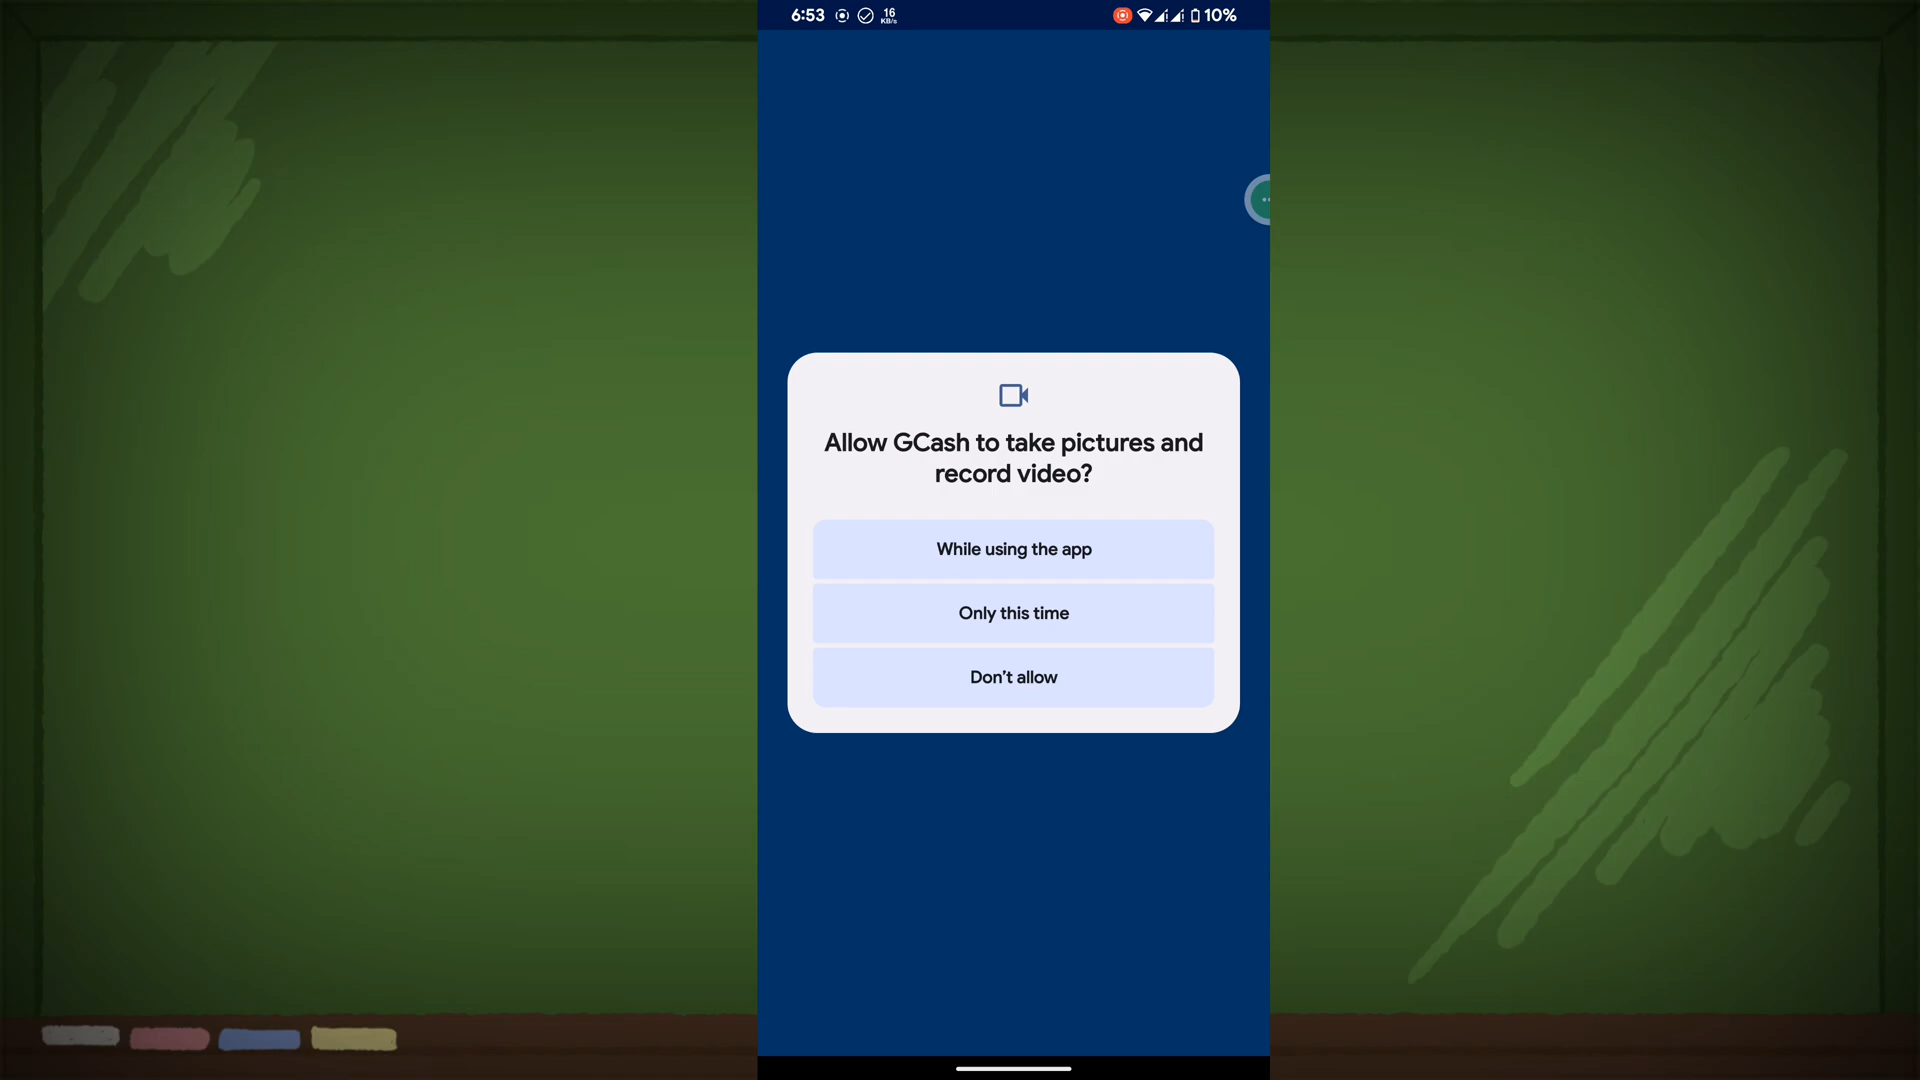 6:53 16 KB/s 10%
Allow GCash to take pictures and
record video?
While using the app
Only this time
Don’t allow